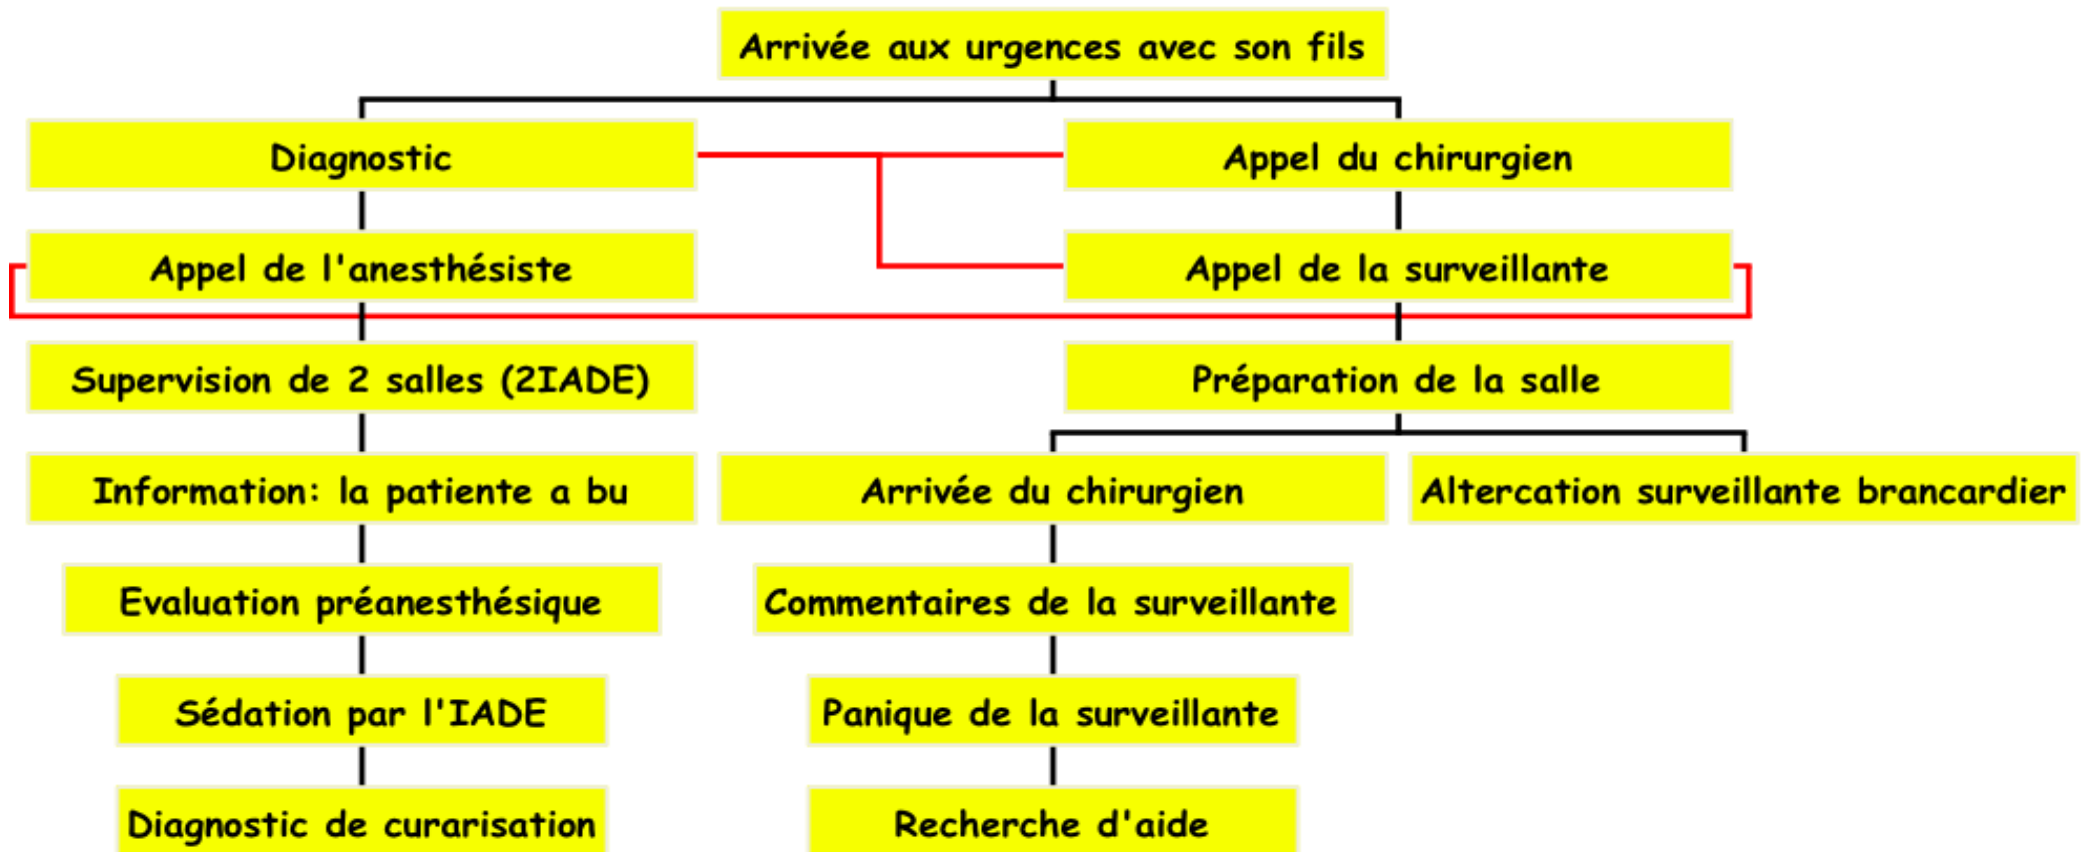 Arrivée aux urgences avec son fils
Diagnostic
Appel du chirurgien
Appel de l'anesthésiste
Appel de la surveillante
Supervision de 2 salles (2IADE)
Préparation de la salle
Information: la patiente a bu
Arrivée du chirurgien
Altercation surveillante brancardier
Evaluation préanesthésique
Commentaires de la surveillante
Sédation par l'IADE
Panique de la surveillante
Diagnostic de curarisation
Recherche d'aide